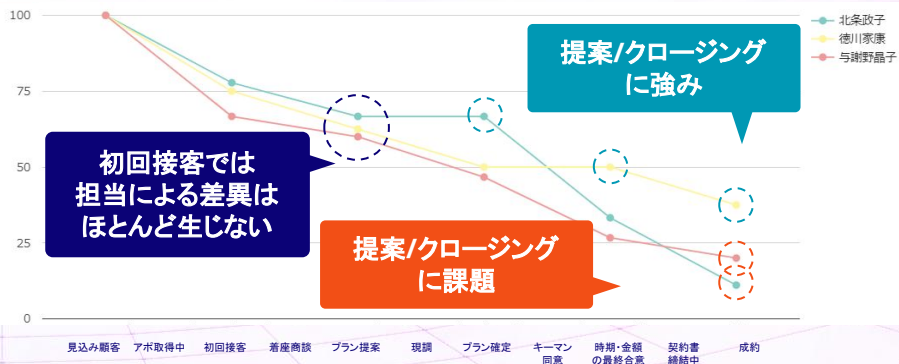 100
75
50
25
0
北条政子
徳川家康
与謝野晶子
提案/クロージング
に強み
初回接客では
担当による差異は
ほとんど生じない
提案/クロージング
に課題
見込み顧客
アポ取得中
初回接客
着座商談
プラン提案
現調
プラン確定
キーマン
同意
時期・金額
の最終合意
契約書
締結中
成約